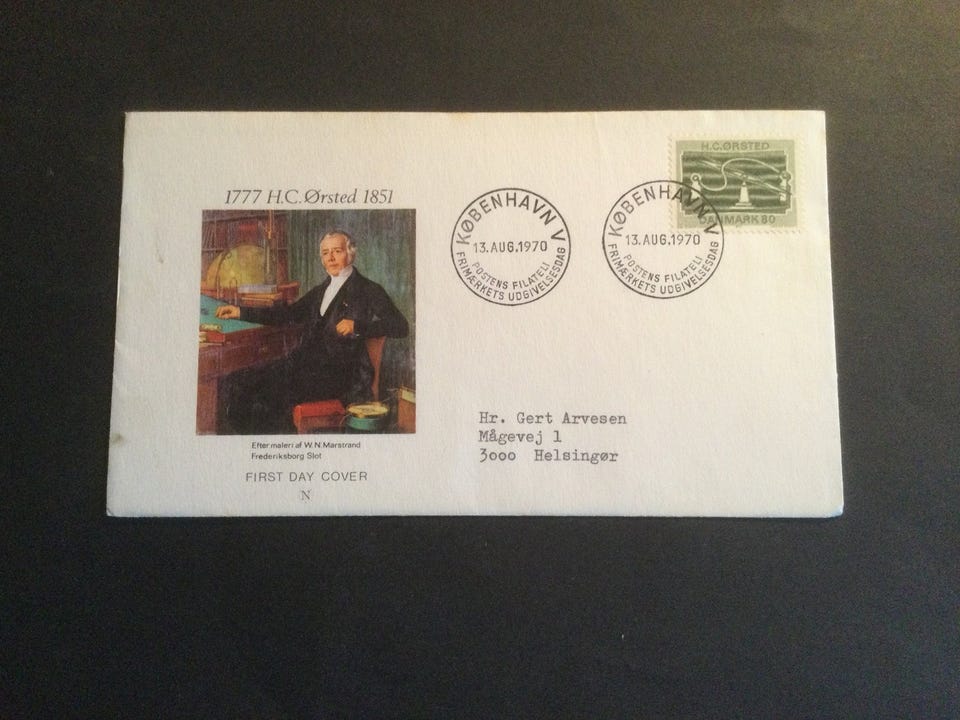 1777 H.C.Ørsted 1851
Efter maleri af W. N. Marstrand
Frederiksborg Slot
FIRST DAY COVER
N
KØBENHAVN V
13.AUG.1970
POSTENS FILATELI
FRIMÆRKETS UDGIVELSESDAG
KØBENHAVN V
13.AUG.1970
POSTENS FILATELI
FRIMÆRKETS UDGIVELSESDAG
H.C.ØRSTED
DANMARK 80
Hr. Gert Arvesen
Mågevej 1
3000 Helsingør